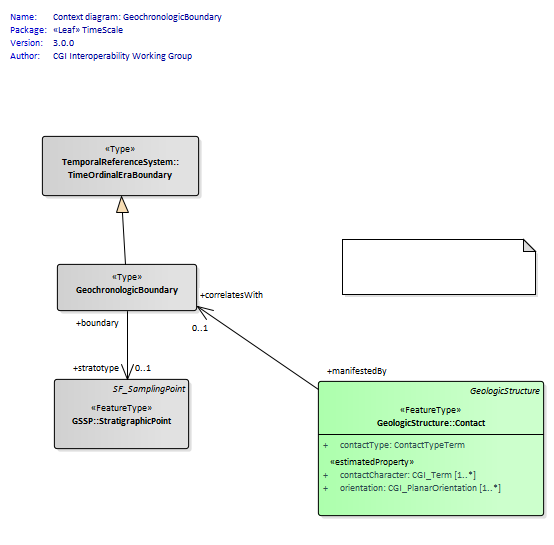 Name: Context diagram: GeochronologicBoundary
Package: «Leaf» TimeScale
Version: 3.0.0
Author: CGI Interoperability Working Group
«Type»
TemporalReferenceSystem::
TimeOrdinalEraBoundary
«Type»
GeochronologicBoundary
+correlatesWith
0..1
+boundary
+stratotype
0..1
SF_SamplingPoint
«FeatureType»
GSSP::StratigraphicPoint
+manifestedBy
GeologicStructure
«FeatureType»
GeologicStructure::Contact
+ contactType: ContactTypeTerm
«estimatedProperty»
+ contactCharacter: CGI_Term [1..*]
+ orientation: CGI_PlanarOrientation [1..*]